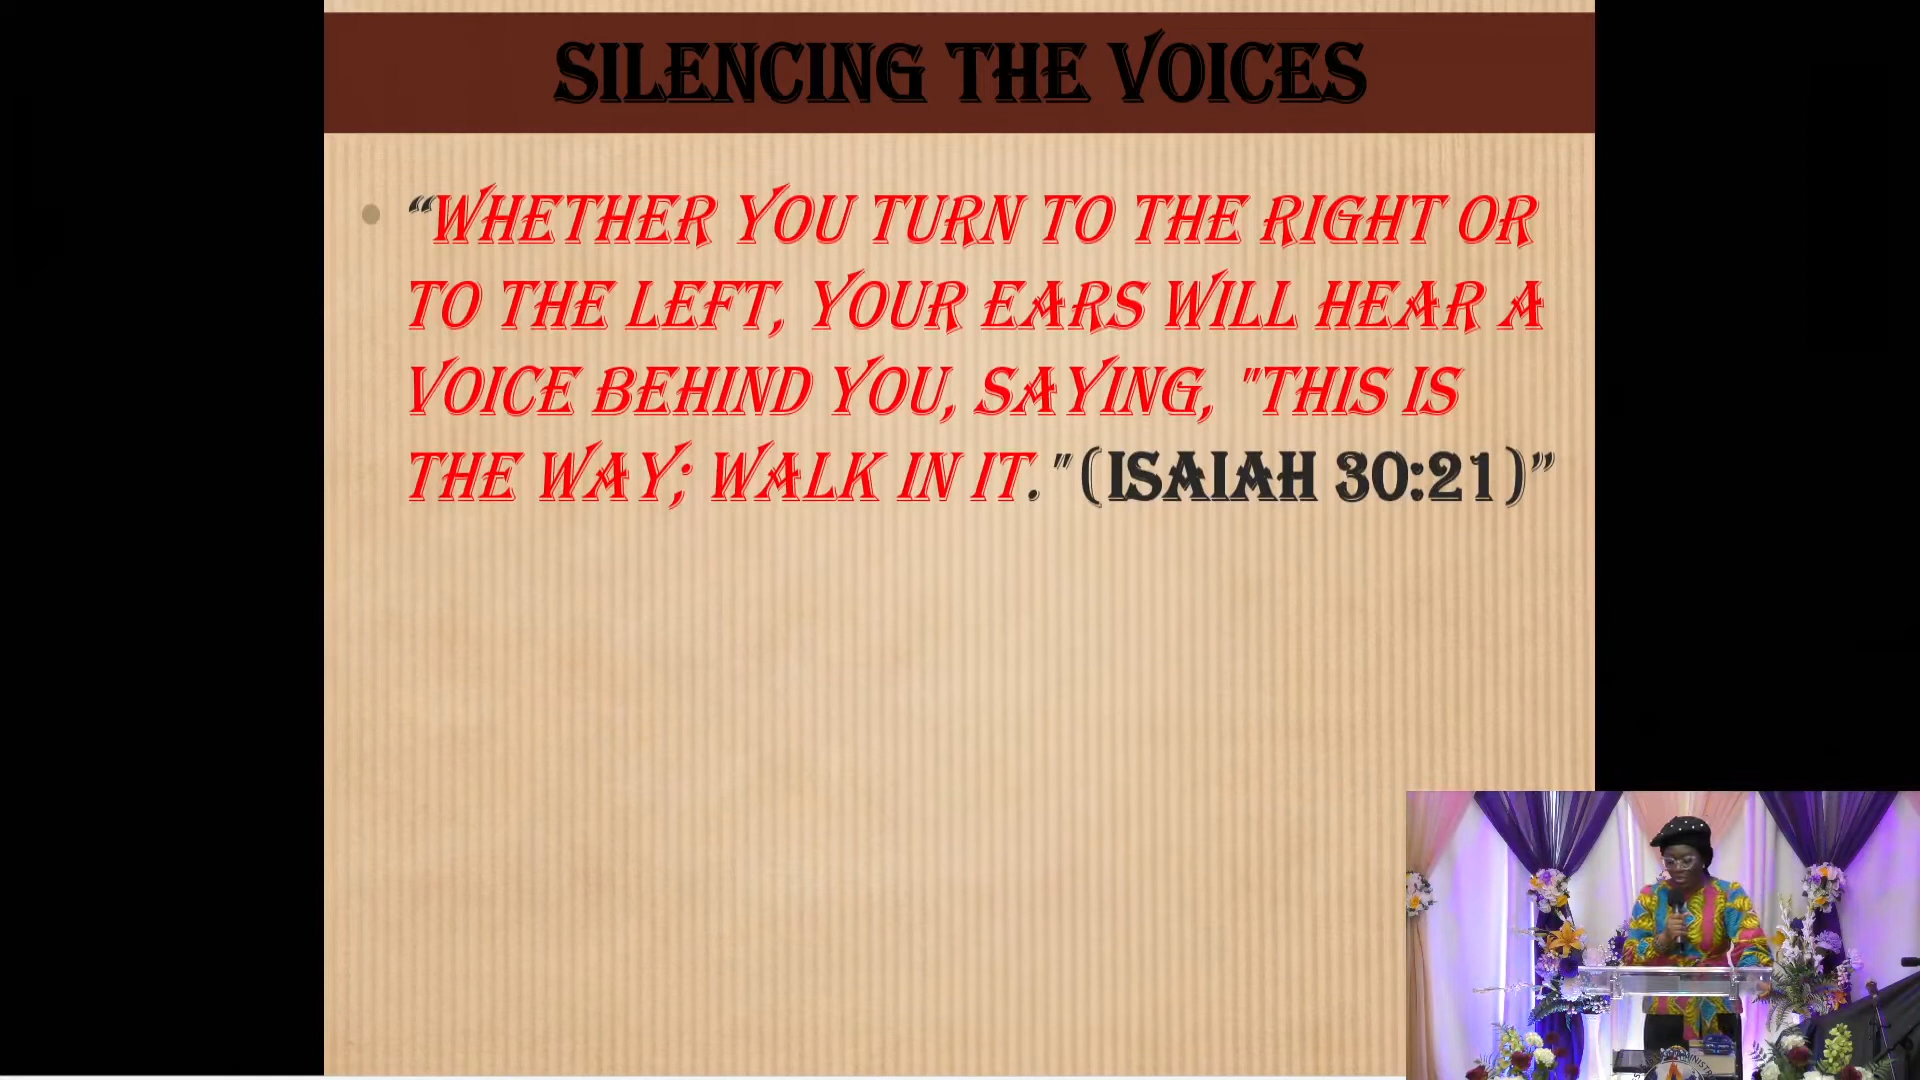 SILENCING THE VOICES
“WHETHER YOU TURN TO THE RIGHT OR
TO THE LEFT, YOUR EARS WILL HEAR A
VOICE BEHIND YOU, SAYING, "THIS IS
THE WAY; WALK IN IT." (ISAIAH 30:21)”